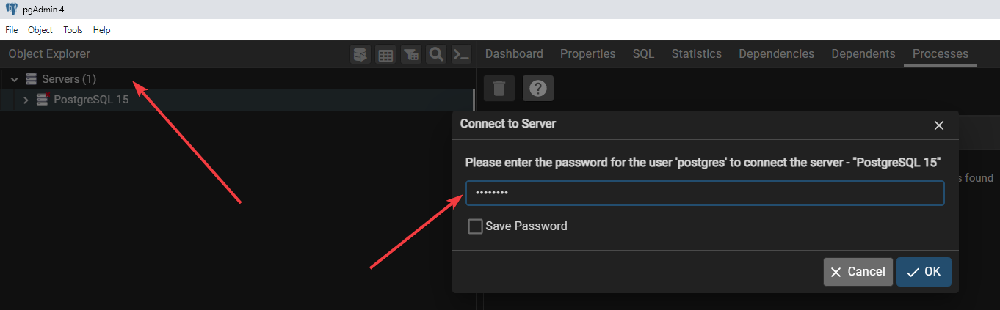 pgAdmin 4
File Object Tools Help
Object Explorer
Dashboard Properties SQL Statistics Dependencies Dependents Processes
Servers (1)
PostgreSQL 15
Connect to Server
Please enter the password for the user 'postgres' to connect the server - "PostgreSQL 15"
••••••••
s found
Save Password
Cancel OK